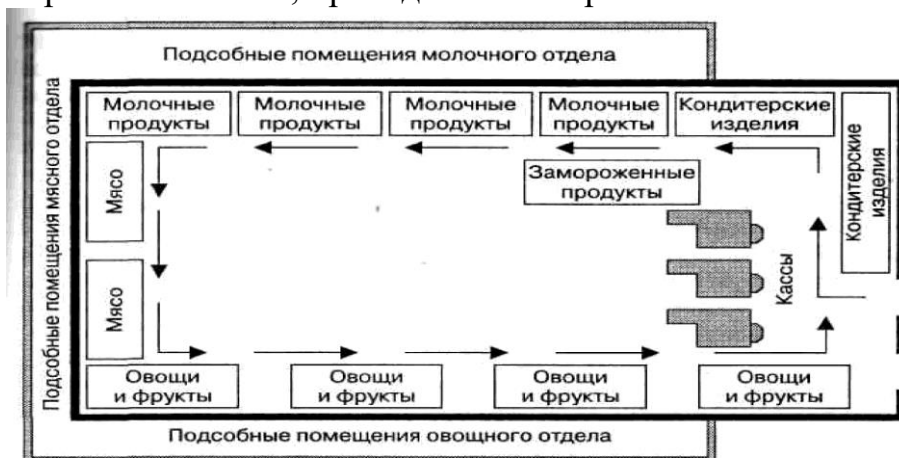 Подсобные помещения молочного отдела
Подсобные помещения мясного отдела
Молочные
продукты
Молочные
продукты
Молочные
продукты
Молочные
продукты
Кондитерские
изделия
Кондитерские
изделия
Замороженные
продукты
Мясо
Мясо
Кассы
Овощи
и фрукты
Овощи
и фрукты
Овощи
и фрукты
Овощи
и фрукты
Подсобные помещения овощного отдела